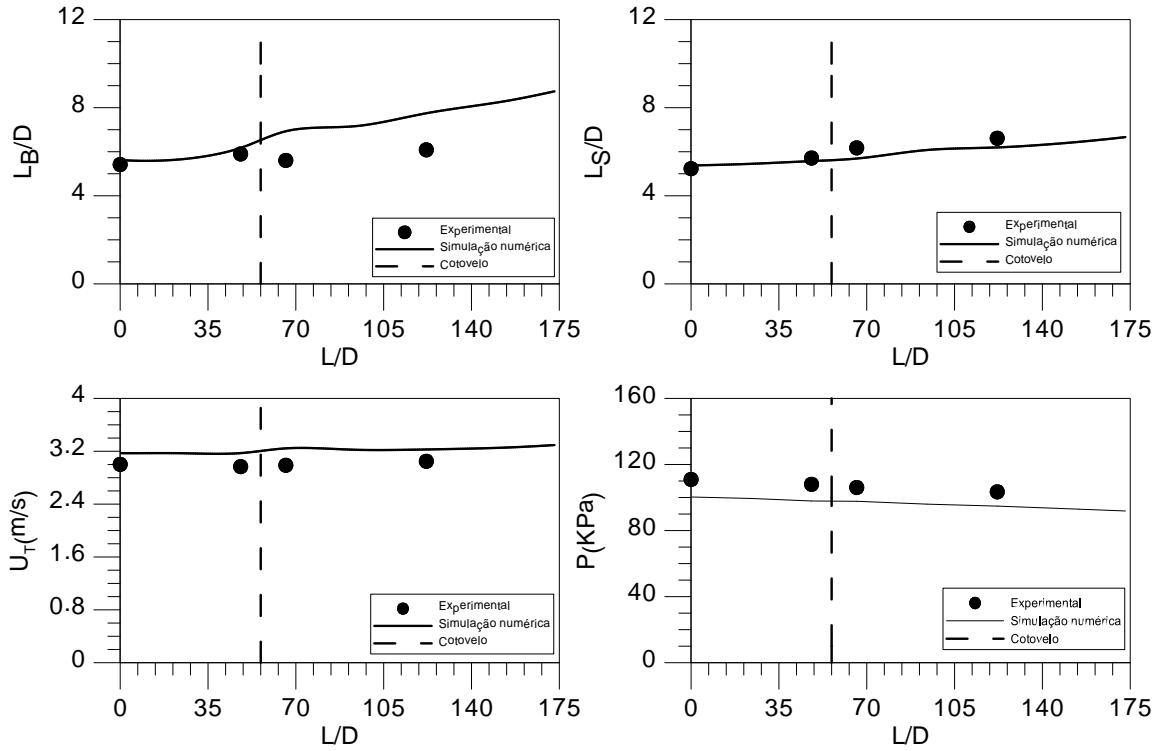 12
8
4
0
L_B/D
Experimental
Simulação numérica
Cotovelo
0 35 70 105 140 175
L/D
12
8
4
0
L_S/D
Experimental
Simulação numérica
Cotovelo
0 35 70 105 140 175
L/D
4
3.2
2.4
1.6
0.8
0
U_T(m/s)
Experimental
Simulação numérica
Cotovelo
0 35 70 105 140 175
L/D
160
120
80
40
0
P(KPa)
Experimental
Simulação numérica
Cotovelo
0 35 70 105 140 175
L/D